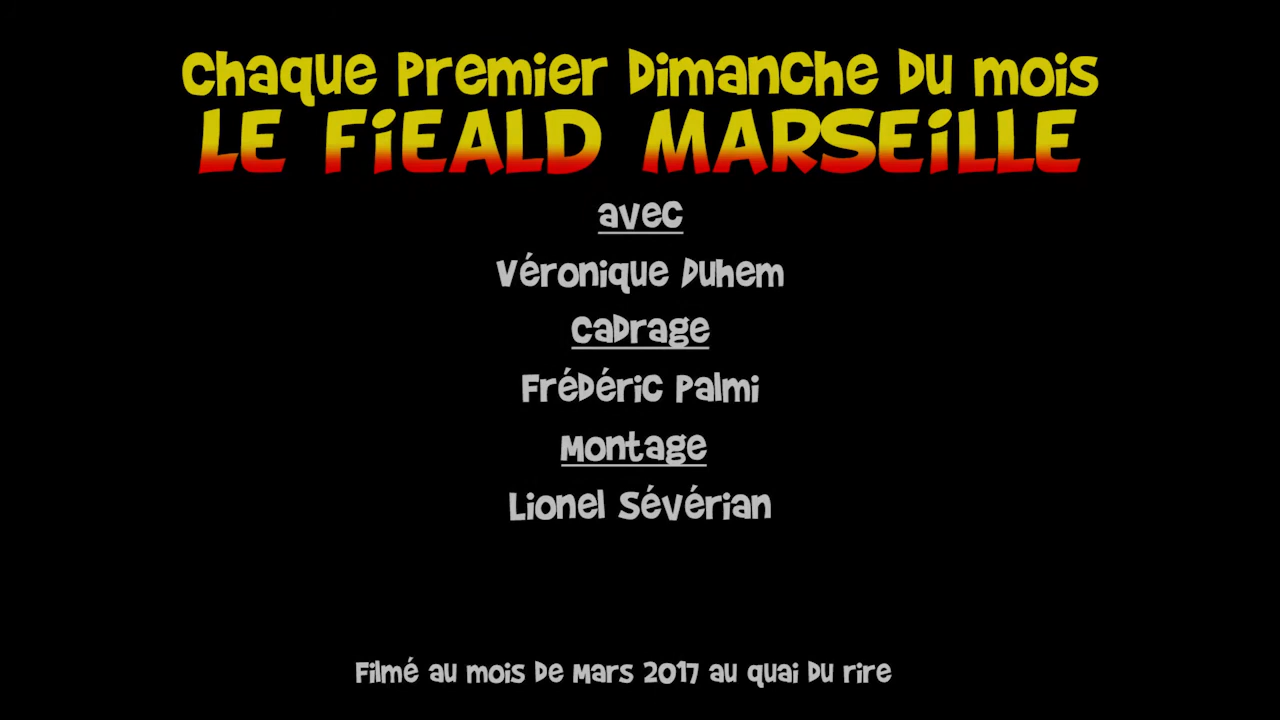 Chaque Premier Dimanche Du mois
LE FiEALD MARSEiLLE
avec
Véronique Duhem
Cadrage
Frédéric Palmi
Montage
Lionel Sévérian
Filmé au mois De Mars 2017 au quai Du rire